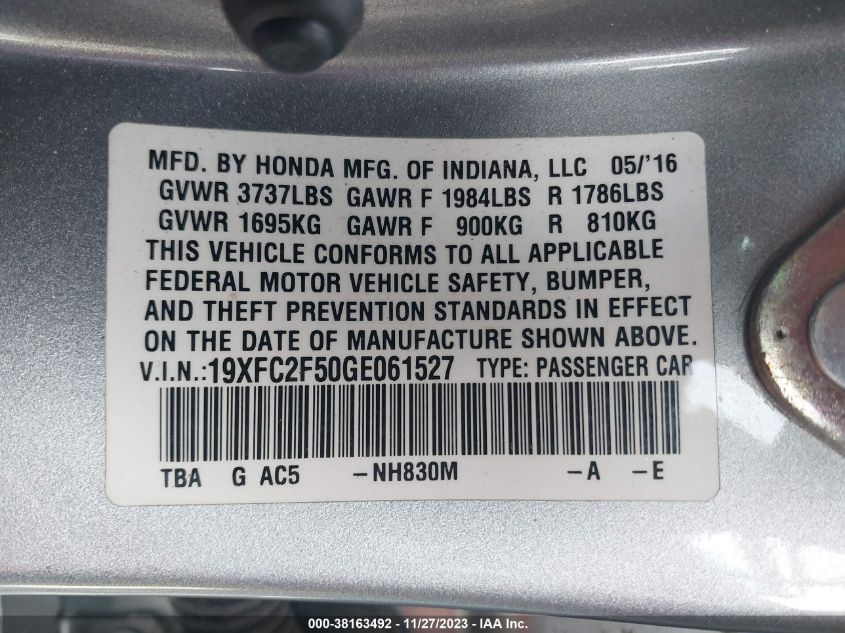 MFD. BY HONDA MFG. OF INDIANA, LLC 05/'16
GVWR 3737LBS GAWR F 1984LBS R 1786LBS
GVWR 1695KG GAWR F 900KG R 810KG
THIS VEHICLE CONFORMS TO ALL APPLICABLE
FEDERAL MOTOR VEHICLE SAFETY, BUMPER,
AND THEFT PREVENTION STANDARDS IN EFFECT
ON THE DATE OF MANUFACTURE SHOWN ABOVE.
V.I.N.:19XFC2F50GE061527 TYPE: PASSENGER CAR
TBA G AC5 -NH830M -A -E
000-38163492 - 11/27/2023 - IAA Inc.